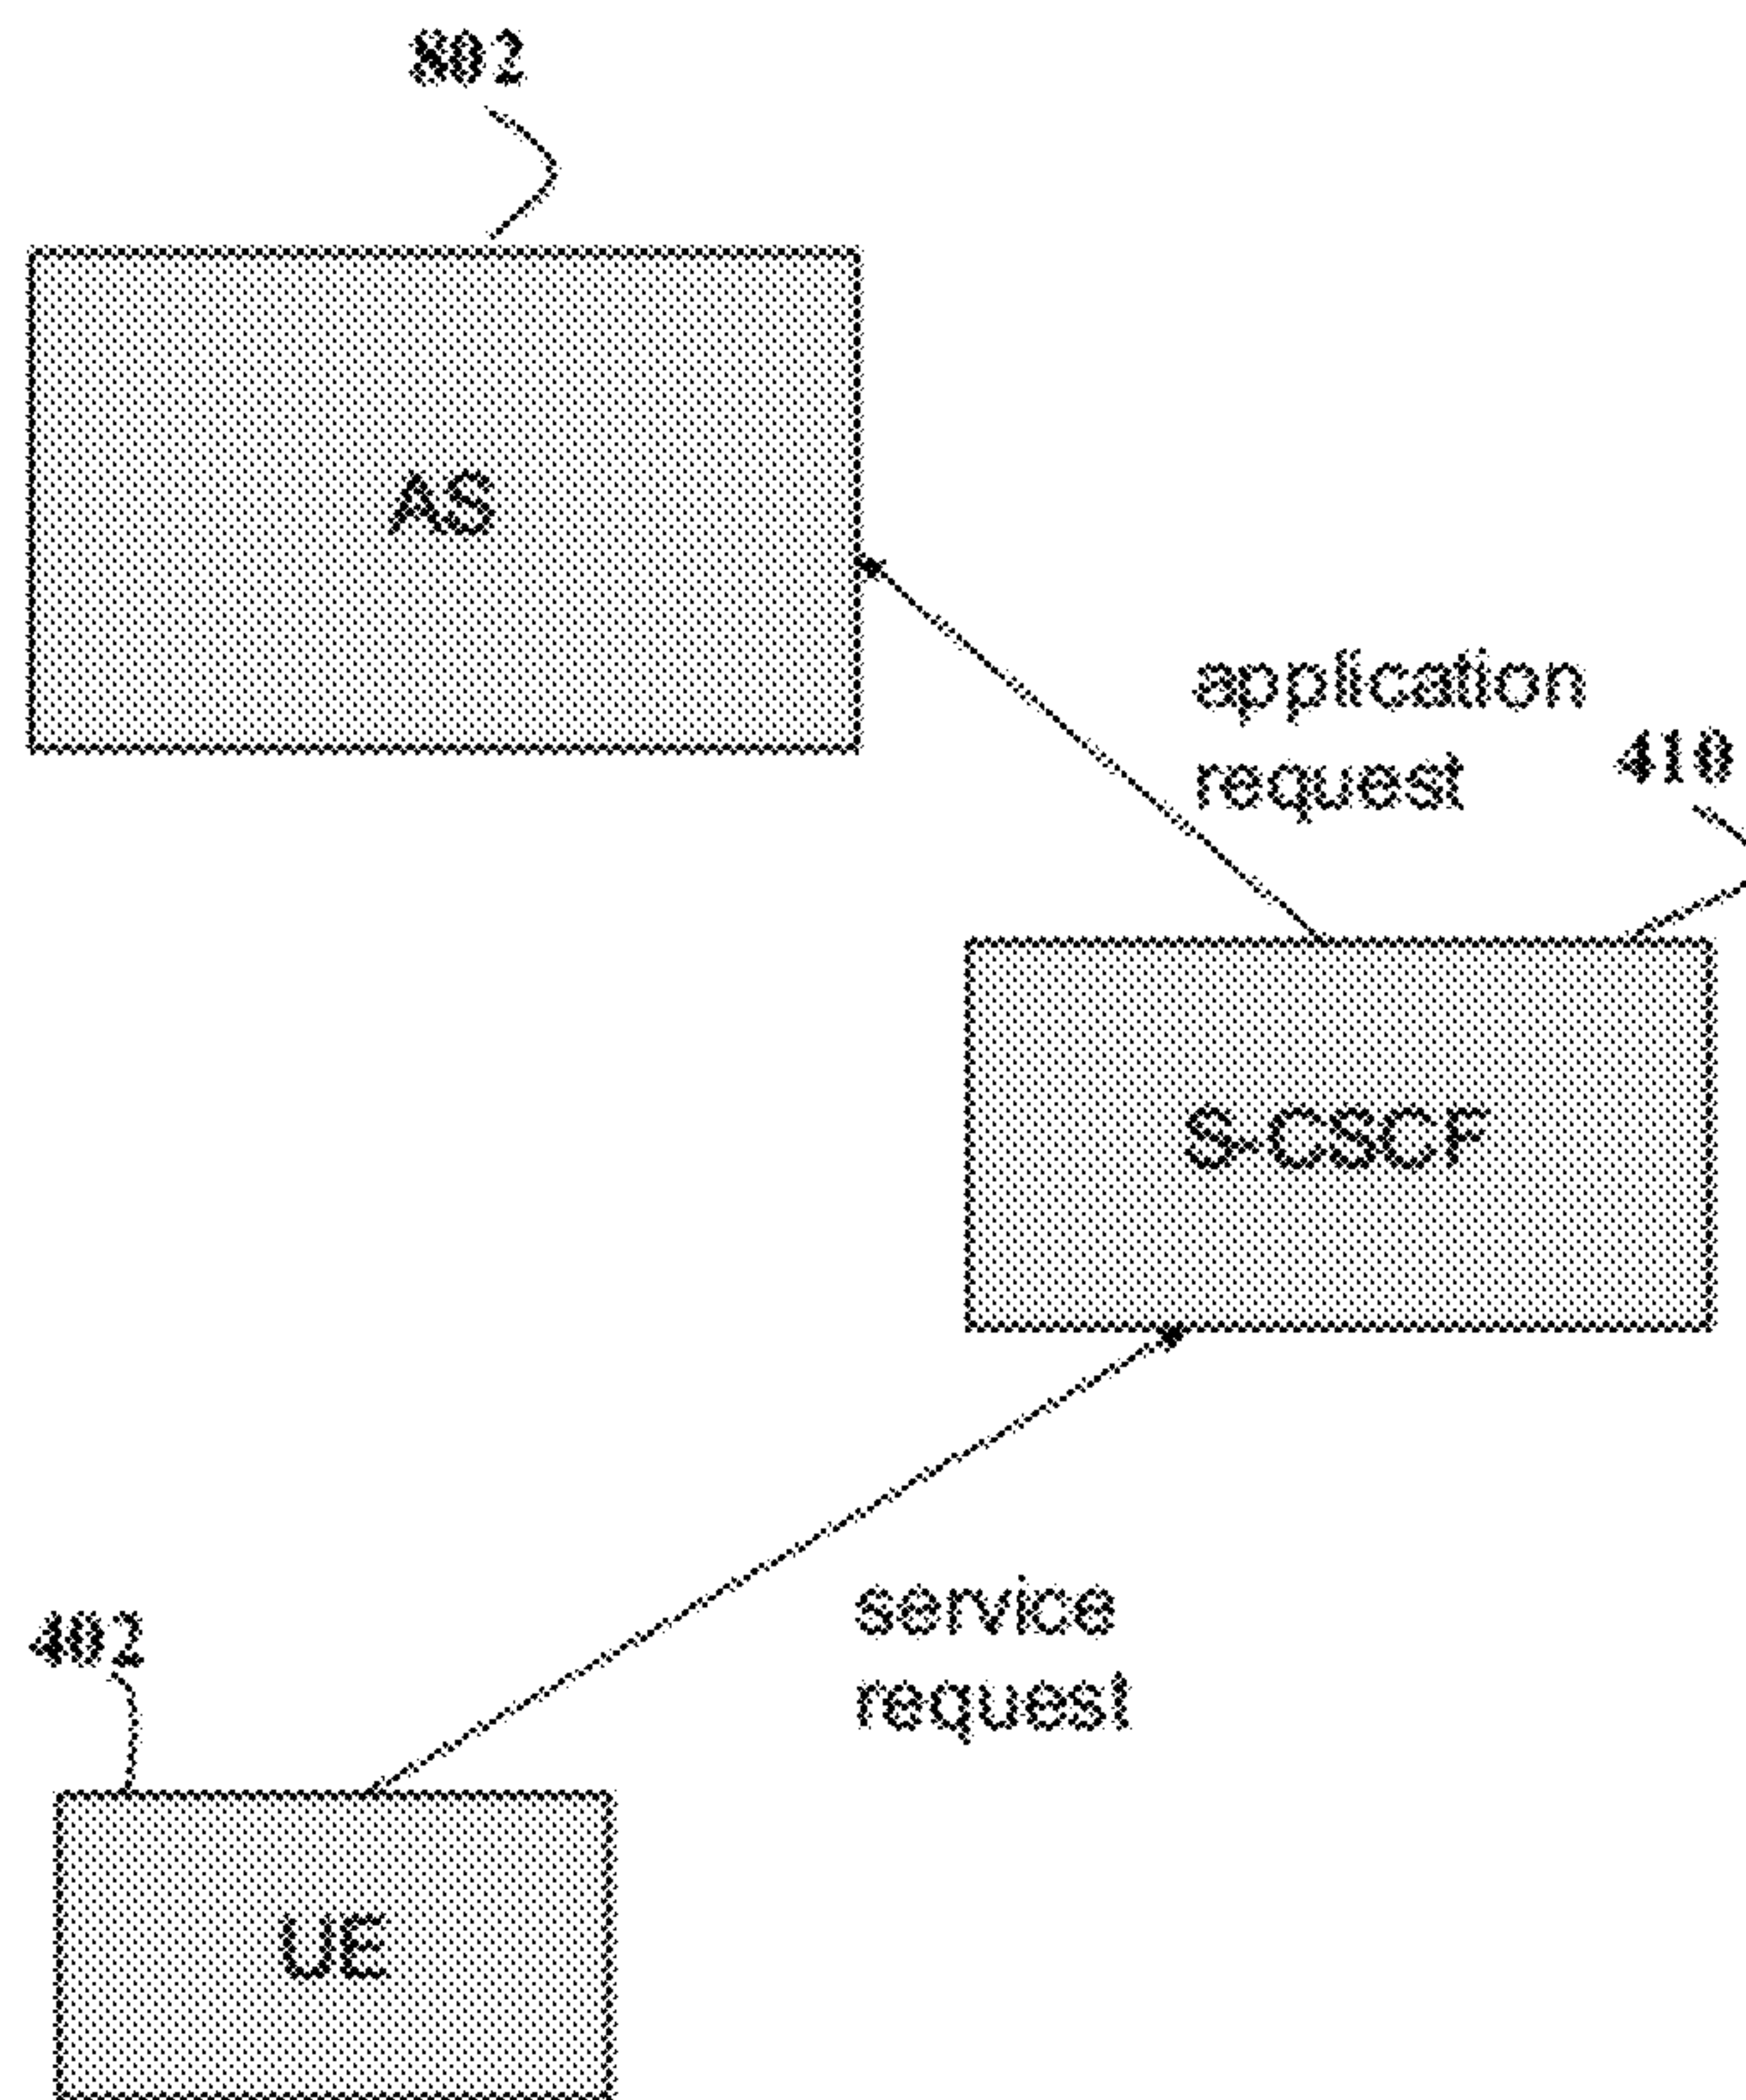 802
AS
application
request
410
S-CSCF
service
request
402
UE